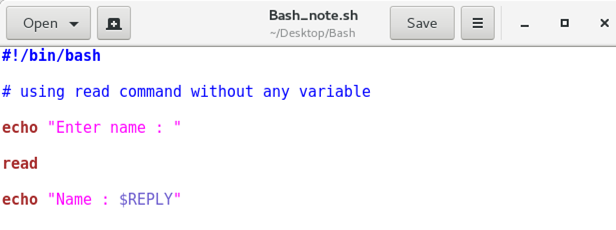 Open
Bash_note.sh
~/Desktop/Bash
Save
#!/bin/bash
# using read command without any variable
echo "Enter name : "
read
echo "Name : $REPLY"